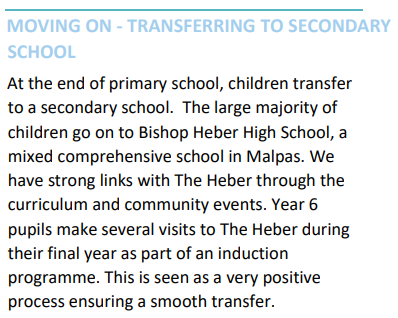 MOVING ON - TRANSFERRING TO SECONDARY
SCHOOL
At the end of primary school, children transfer
to a secondary school.  The large majority of
children go on to Bishop Heber High School, a
mixed comprehensive school in Malpas. We
have strong links with The Heber through the
curriculum and community events. Year 6
pupils make several visits to The Heber during
their final year as part of an induction
programme. This is seen as a very positive
process ensuring a smooth transfer.